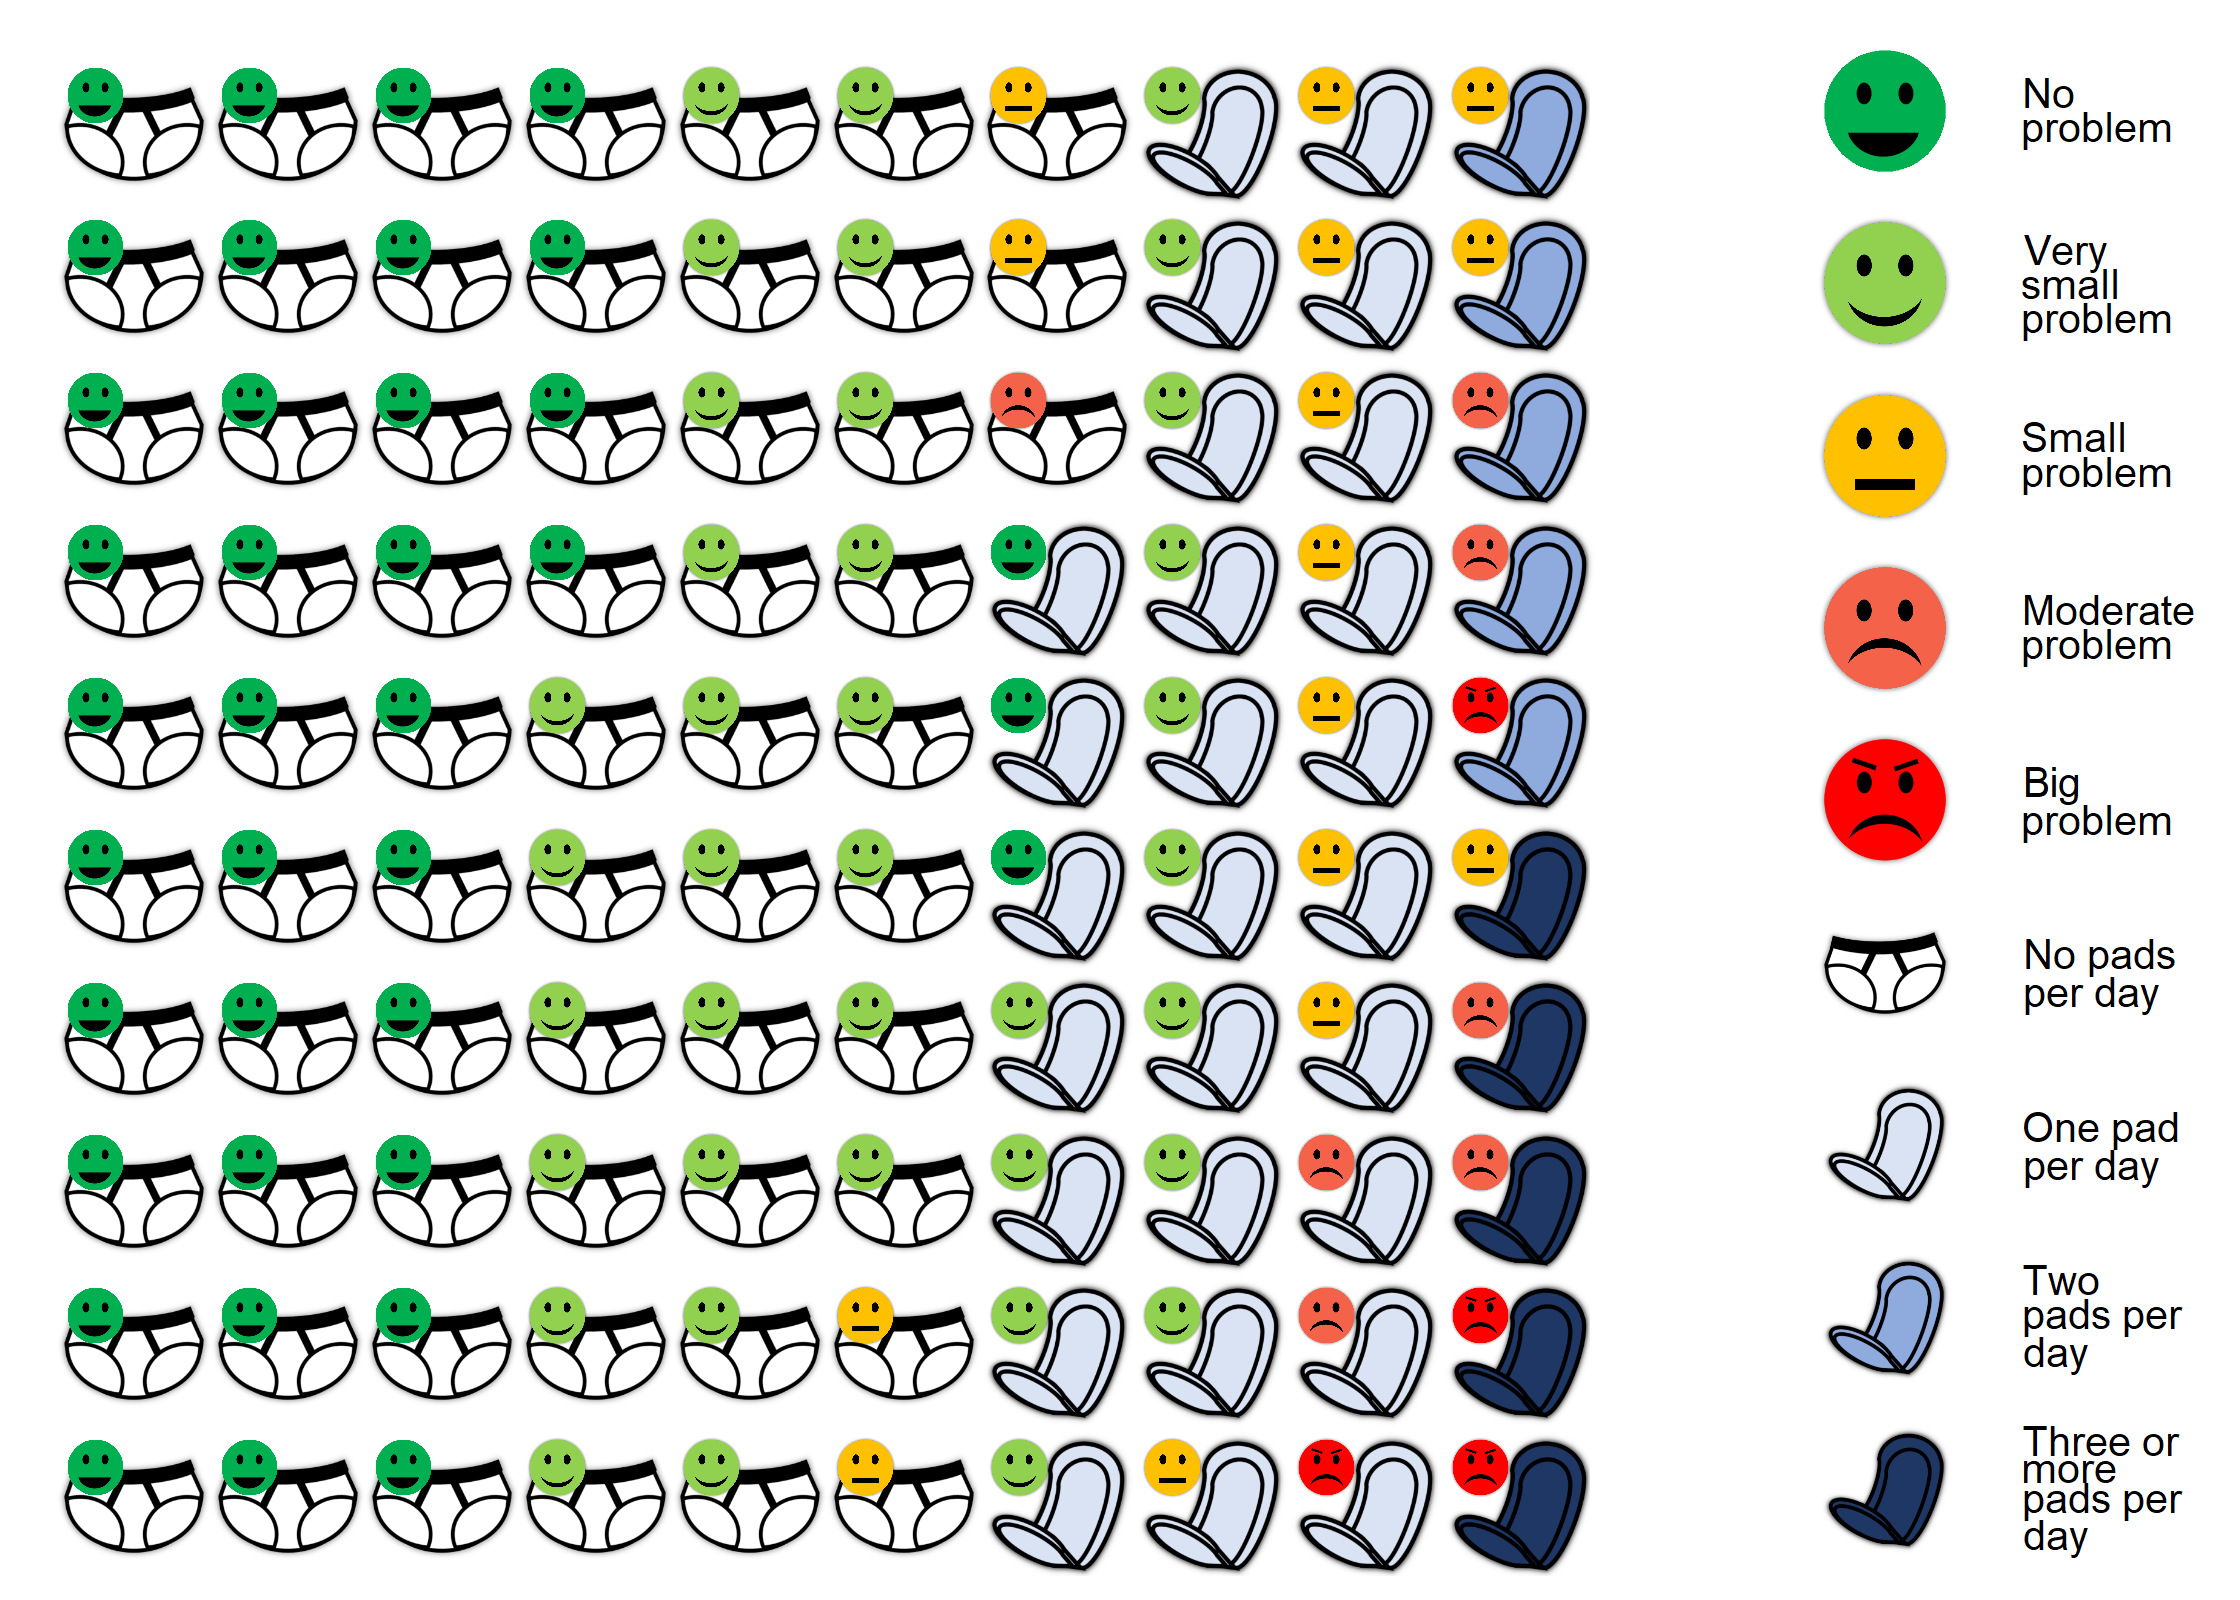 No
problem
Very
small
problem
Small
problem
Moderate
problem
Big
problem
No pads
per day
One pad
per day
Two
pads per
day
Three or
more
pads per
day